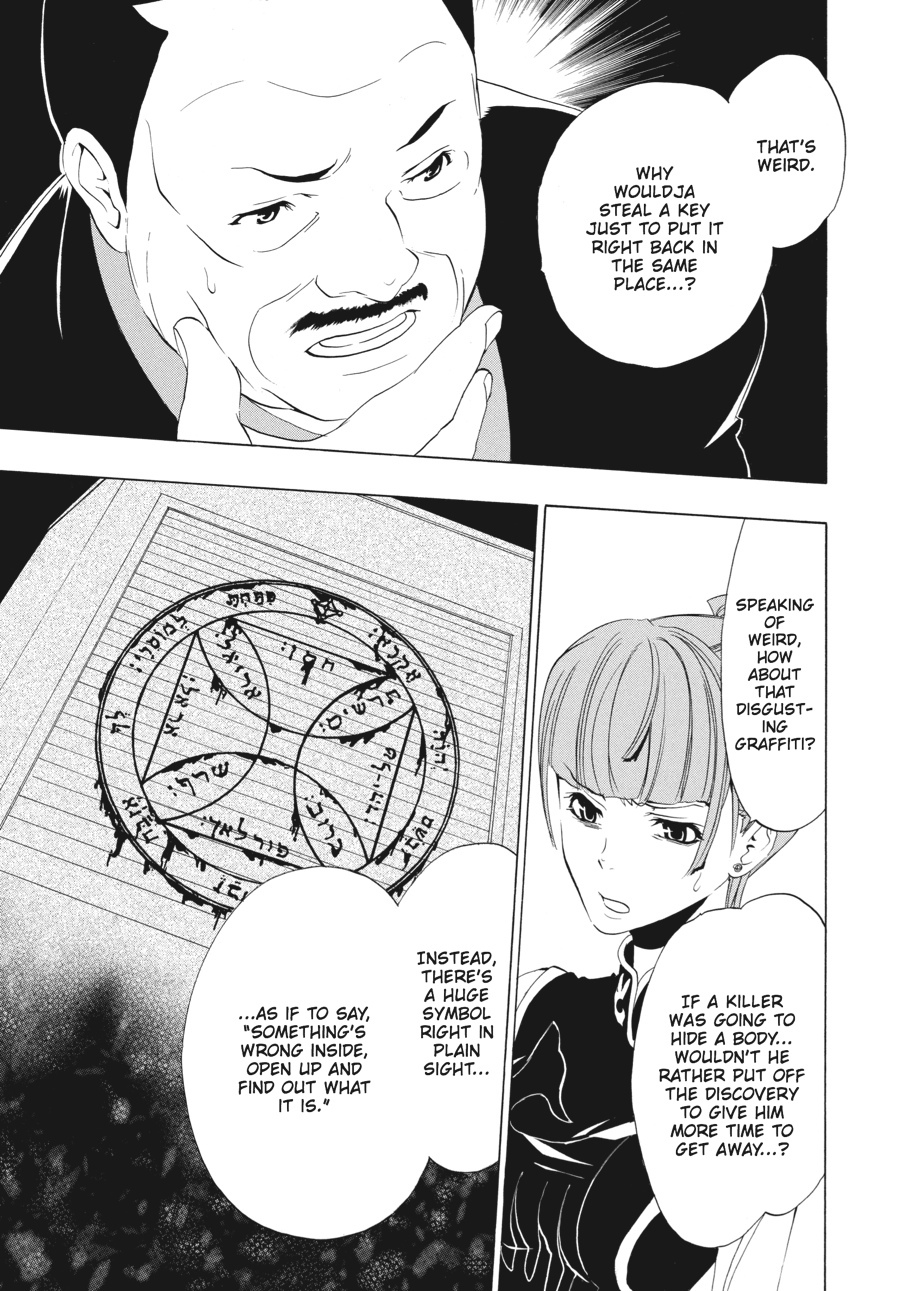 THAT'S
WEIRD.
WHY
WOULDJA
STEAL A KEY
JUST TO PUT IT
RIGHT BACK IN
THE SAME
PLACE...?
SPEAKING
OF
WEIRD,
HOW
ABOUT
THAT
DISGUST-
ING
GRAFFITI?
IF A KILLER
WAS GOING TO
HIDE A BODY...
WOULDN'T HE
RATHER PUT OFF
THE DISCOVERY
TO GIVE HIM
MORE TIME TO
GET AWAY...?
INSTEAD,
THERE'S
A HUGE
SYMBOL
RIGHT IN
PLAIN
SIGHT...
...AS IF TO SAY,
"SOMETHING'S
WRONG INSIDE,
OPEN UP AND
FIND OUT WHAT
IT IS."